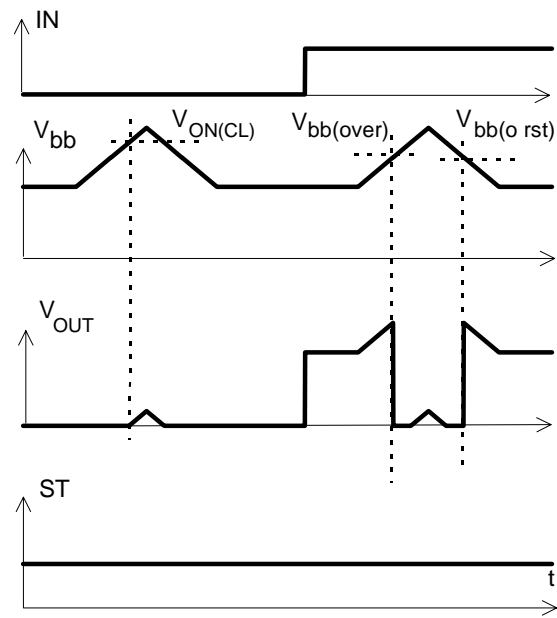 IN
Vbb
VON(CL)
Vbb(over)
Vbb(o rst)
VOUT
ST
t